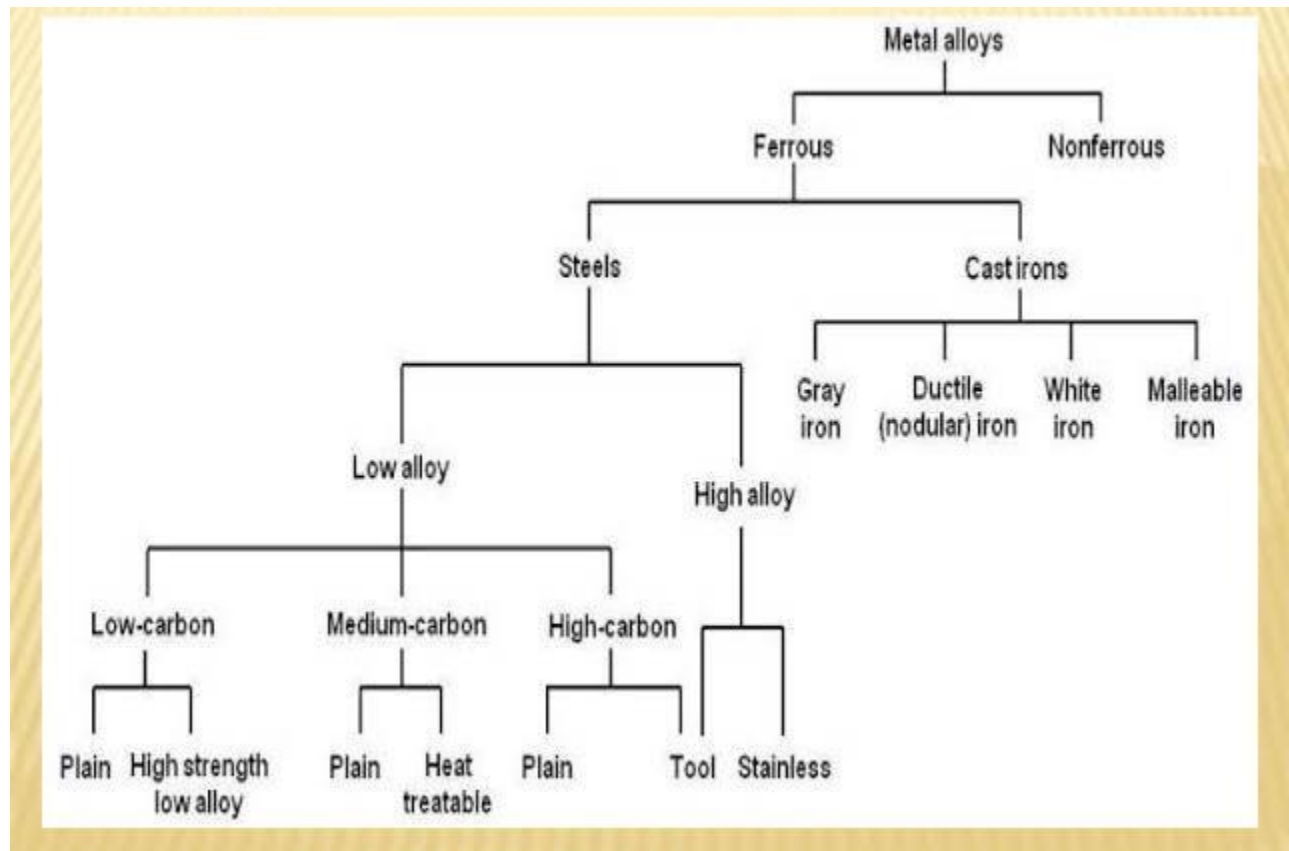 Metal alloys
Ferrous
Nonferrous
Steels
Cast irons
Gray
iron
Ductile
(nodular) iron
White
iron
Malleable
iron
Low alloy
High alloy
Low-carbon
Medium-carbon
High-carbon
Plain
High strength
low alloy
Plain
Heat
treatable
Plain
Tool
Stainless